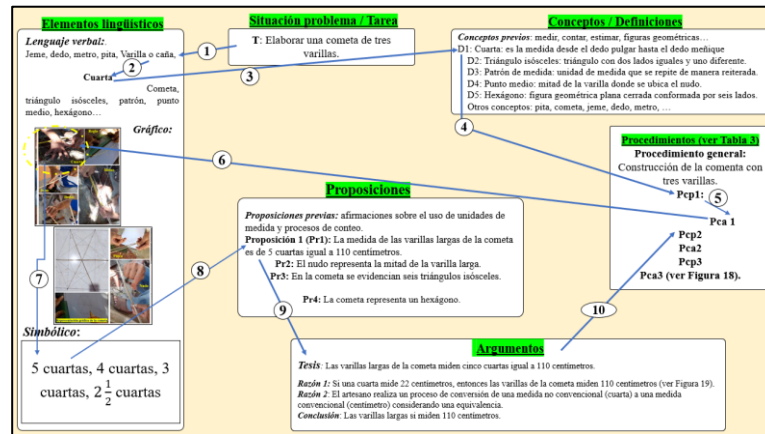 Elementos lingüísticos
Lenguaje verbal:
Jeme, dedo, metro, pita, Varilla o caña,
Cuarta
Cometa,
triángulo isósceles, patrón, punto
medio, hexágono…
Gráfico:
Simbólico:
5 cuartas, 4 cuartas, 3
cuartas, 2 1/2 cuartas
Situación problema / Tarea
T: Elaborar una cometa de tres
varillas.
Conceptos / Definiciones
Conceptos previos: medir, contar, estimar, figuras geométricas…
D1: Cuarta: es la medida desde el dedo pulgar hasta el dedo meñique
D2: Triángulo isósceles: triángulo con dos lados iguales y uno diferente.
D3: Patrón de medida: unidad de medida que se repite de manera reiterada.
D4: Punto medio: mitad de la varilla donde se ubica el nudo.
D5: Hexágono: figura geométrica plana cerrada conformada por seis lados.
Otros conceptos: pita, cometa, jeme, dedo, metro, …
Procedimientos (ver Tabla 3)
Procedimiento general:
Construcción de la comenta con
tres varillas.
Pcp1:
Pca 1
Pcp2
Pca2
Pcp3
Pca3 (ver Figura 18).
Proposiciones
Proposiciones previas: afirmaciones sobre el uso de unidades de
medida y procesos de conteo.
Proposición 1 (Pr1): La medida de las varillas largas de la cometa
es de 5 cuartas igual a 110 centímetros.
Pr2: El nudo representa la mitad de la varilla larga.
Pr3: En la cometa se evidencian seis triángulos isósceles.
Pr4: La cometa representa un hexágono.
Argumentos
Tesis: Las varillas largas de la cometa miden cinco cuartas igual a 110 centímetros.
Razón 1: Si una cuarta mide 22 centímetros, entonces las varillas de la cometa miden 110 centímetros (ver Figura 19).
Razón 2: El artesano realiza un proceso de conversión de una medida no convencional (cuarta) a una medida
convencional (centímetro) considerando una equivalencia.
Conclusión: Las varillas largas si miden 110 centímetros.
1
2
3
4
5
6
7
8
9
10